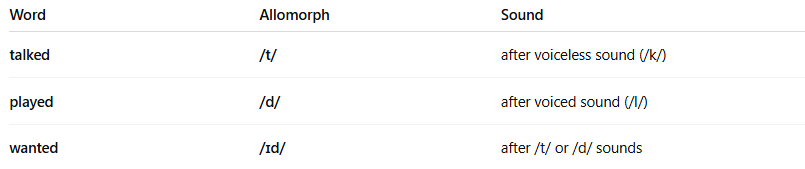 Word Allomorph Sound
talked /t/ after voiceless sound (/k/)
played /d/ after voiced sound (/l/)
wanted /ɪd/ after /t/ or /d/ sounds